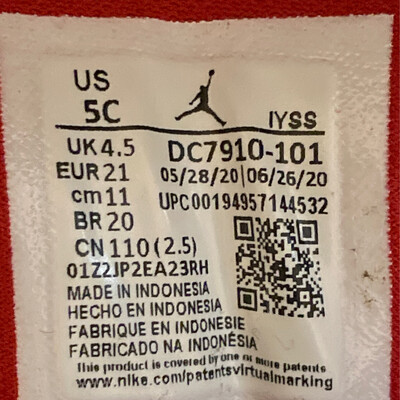 US
5C
IYSS
UK 4.5
DC7910-101
EUR 21
05/28/20|06/26/20
cm 11
UPC00194957144532
BR 20
CN 110 (2.5)
01Z2JP2EA23RH
MADE IN INDONESIA
HECHO EN INDONESIA
FABRIQUE EN INDONESIE
FABRICADO NA INDONÉSIA
This product is covered by one or more patents
www.nike.com/patentsvirtualmarking